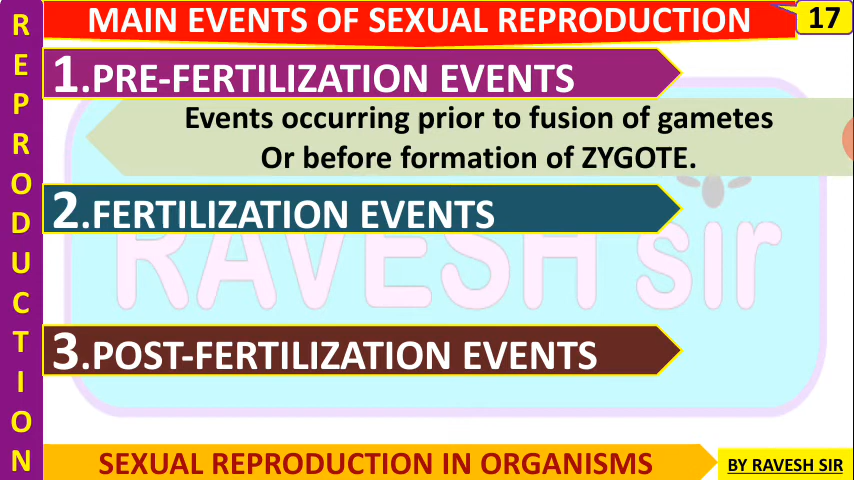 MAIN EVENTS OF SEXUAL REPRODUCTION
17
REPRODUCTION
1.PRE-FERTILIZATION EVENTS
Events occurring prior to fusion of gametes
Or before formation of ZYGOTE.
2.FERTILIZATION EVENTS
RAVESH sir
3.POST-FERTILIZATION EVENTS
SEXUAL REPRODUCTION IN ORGANISMS
BY RAVESH SIR